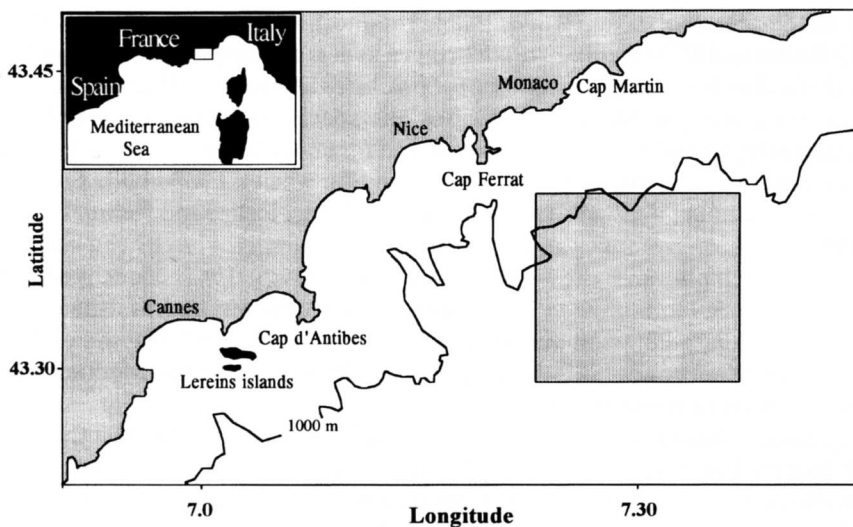 France
Italy
Spain
Mediterranean
Sea
43.45
Monaco
Cap Martin
Nice
Cap Ferrat
Latitude
Cannes
Cap d'Antibes
43.30
Lereins islands
1000 m
7.0
Longitude
7.30